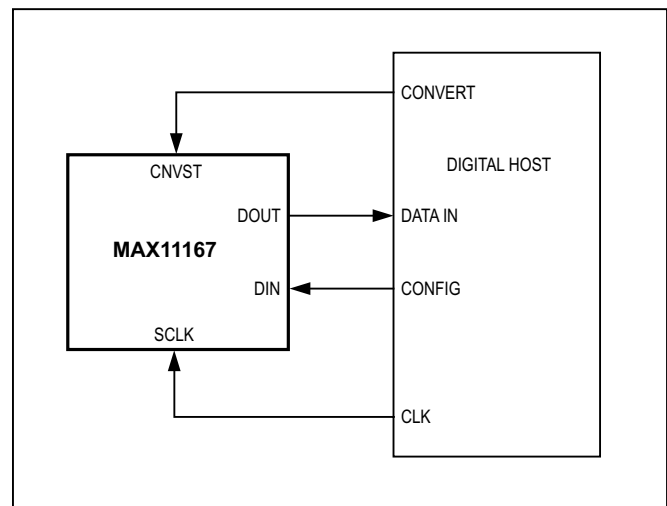 CONVERT
CNVST
DIGITAL HOST
DOUT
DATA IN
MAX11167
DIN
CONFIG
SCLK
CLK